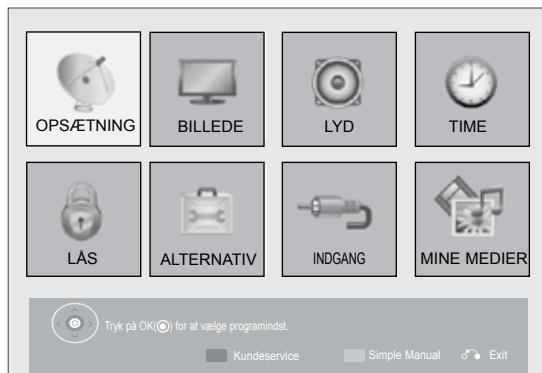 OPSÆTNING BILLEDE LYD TIME
LÅS ALTERNATIV INDGANG MINE MEDIER
Tryk på OK(◉) for at vælge programindst.
Kundeservice Simple Manual Exit